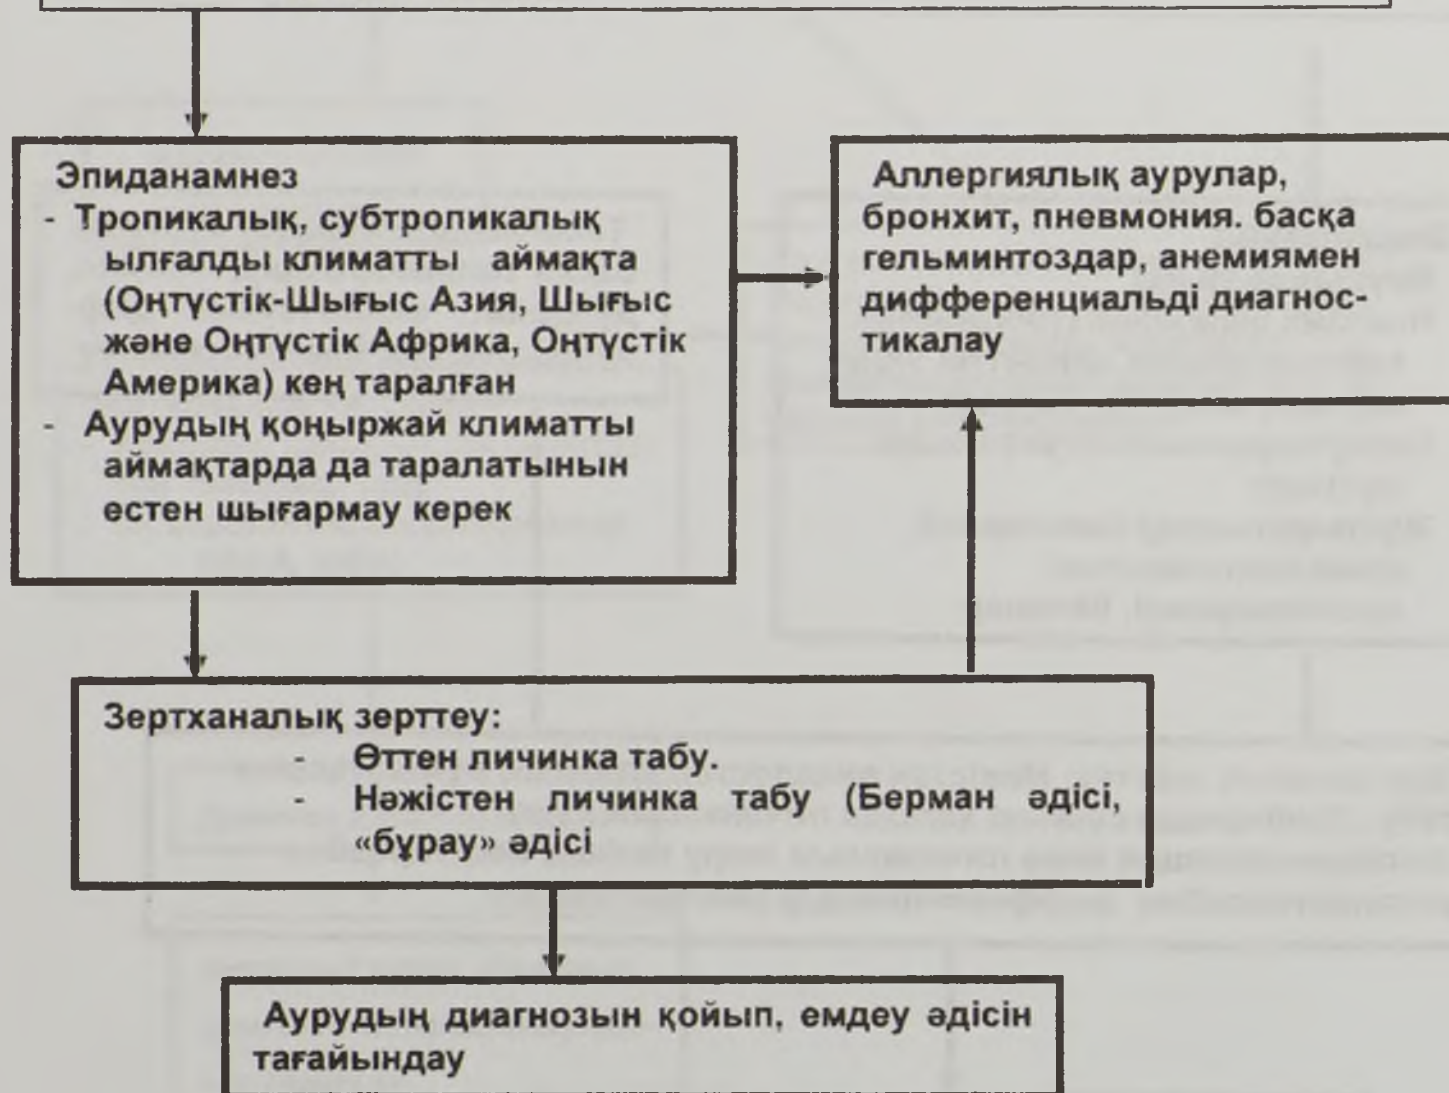 Эпиданамнез
- Тропикалық, субтропикалық
ылғалды климатты аймақта
(Оңтүстік-Шығыс Азия, Шығыс
және Оңтүстік Африка, Оңтүстік
Америка) кең таралған
- Аурудың қоңыржай климатты
аймақтарда да таралатынын
естен шығармау керек
Аллергиялық аурулар,
бронхит, пневмония. басқа
гельминтоздар, анемиямен
дифференциальді диагнос-
тикалау
Зертханалық зерттеу:
- Өттен личинка табу.
- Нәжістен личинка табу (Берман әдісі,
«бұрау» әдісі
Аурудың диагнозын қойып, емдеу әдісін
тағайындау